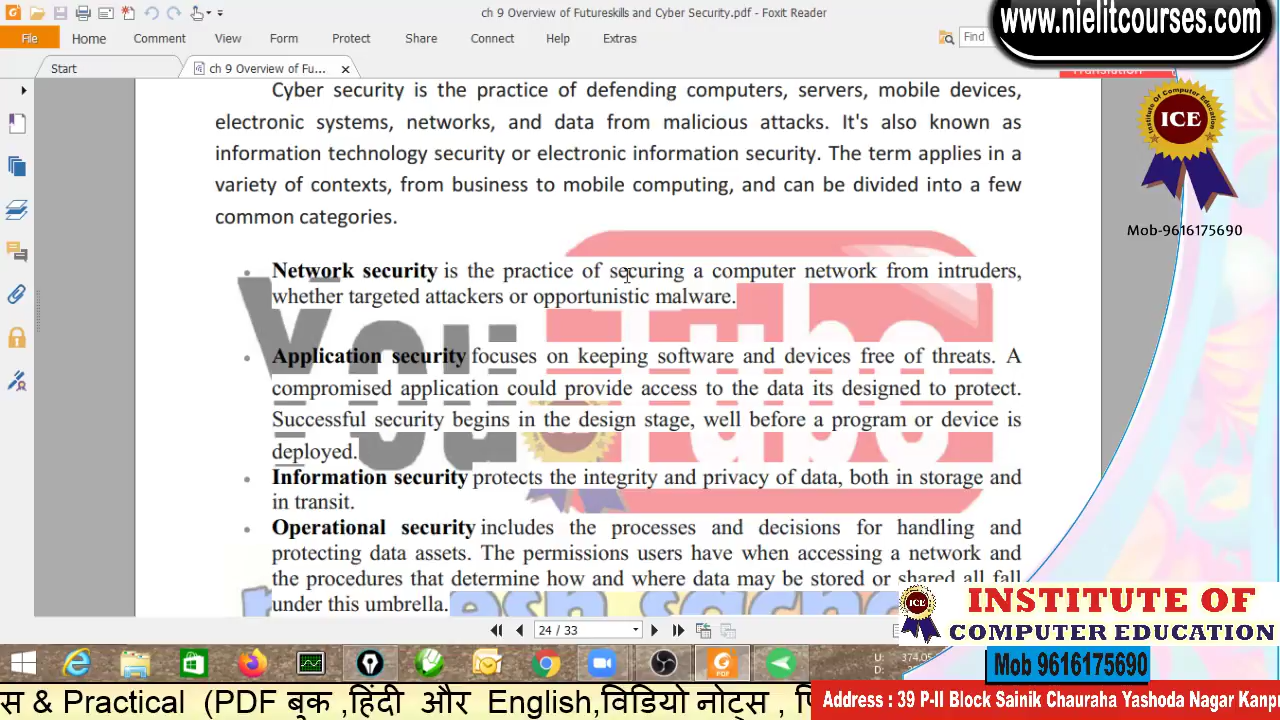 ch 9 Overview of Futureskills and Cyber Security.pdf - Foxit Reader
www.nielitcourses.com
File Home Comment View Form Protect Share Connect Help Extras Find
Start ch 9 Overview of Fu...
Cyber security is the practice of defending computers, servers, mobile devices,
electronic systems, networks, and data from malicious attacks. It's also known as
information technology security or electronic information security. The term applies in a
variety of contexts, from business to mobile computing, and can be divided into a few
common categories.
ICE
Mob-9616175690
Network security is the practice of securing a computer network from intruders,
whether targeted attackers or opportunistic malware.
You Tube
Application security focuses on keeping software and devices free of threats. A
compromised application could provide access to the data its designed to protect.
Successful security begins in the design stage, well before a program or device is
deployed.
Information security protects the integrity and privacy of data, both in storage and
in transit.
Operational security includes the processes and decisions for handling and
protecting data assets. The permissions users have when accessing a network and
the procedures that determine how and where data may be stored or shared all fall
under this umbrella.
24 / 33
ICE
INSTITUTE OF
COMPUTER EDUCATION
Mob 9616175690
U:
D:
374.05
स & Practical (PDF बुक ,हिंदी और English,विडियो नोट्स ,
Address : 39 P-II Block Sainik Chauraha Yashoda Nagar Kanp